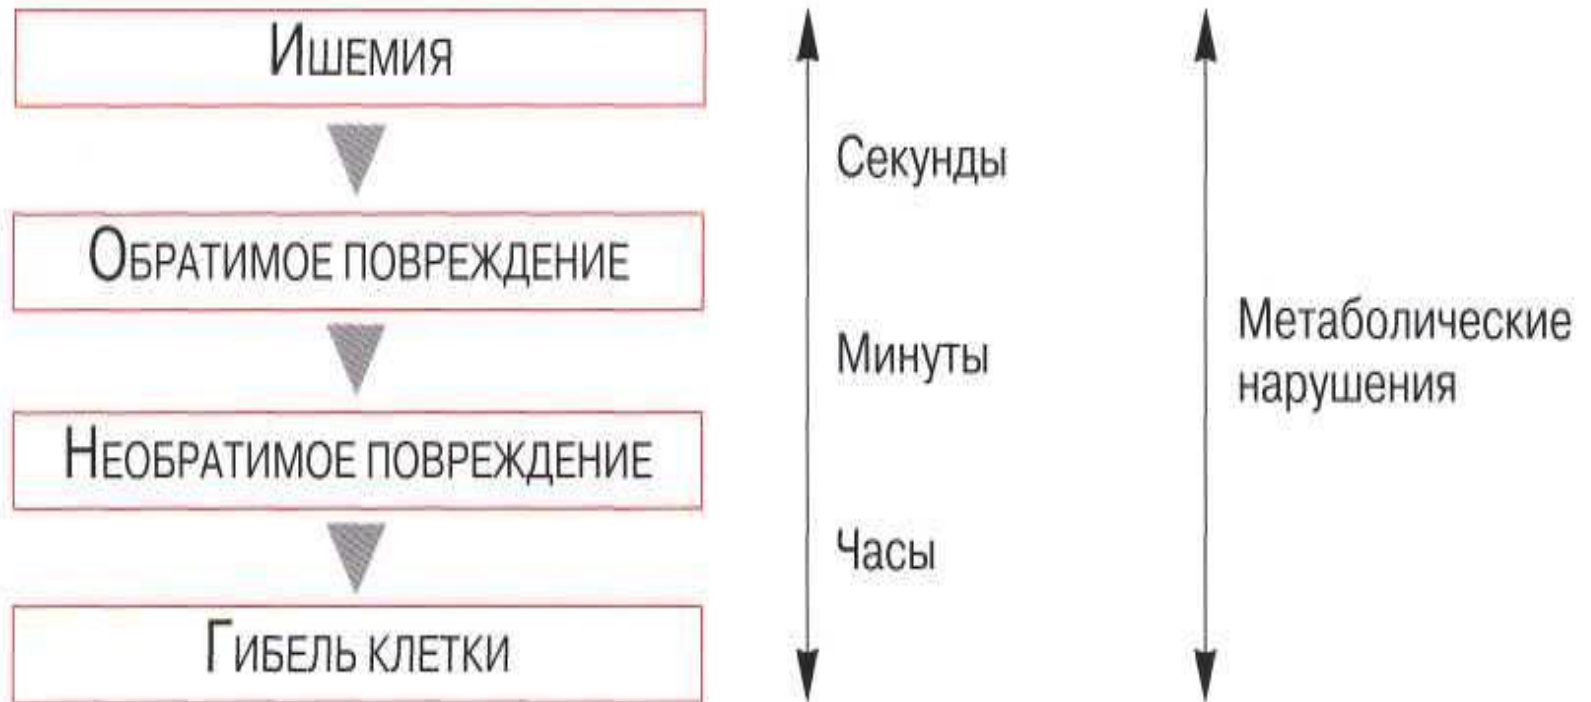 Ишемия
Секунды
Обратимое повреждение
Минуты
Метаболические
нарушения
Необратимое повреждение
Часы
Гибель клетки